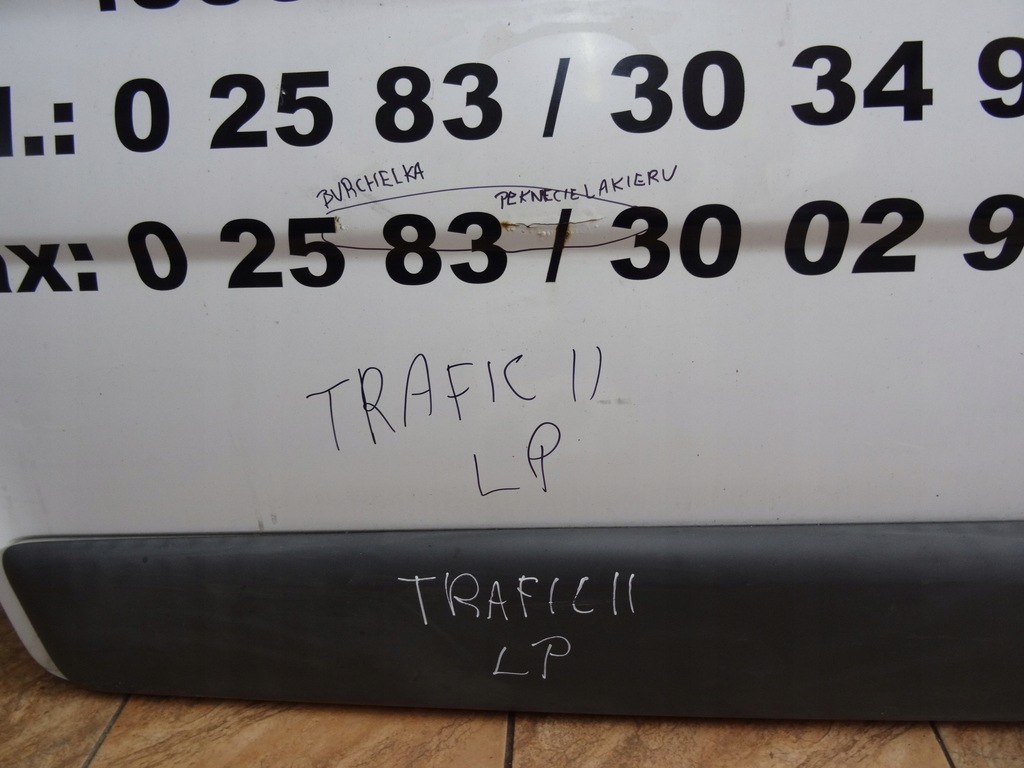 l.: 0 25 83 / 30 34 9
BURCHELKA PĘKNECIE LAKIERU
ax: 0 25 83 / 30 02 9
TRAFIC II
LP
TRAFIC II
LP